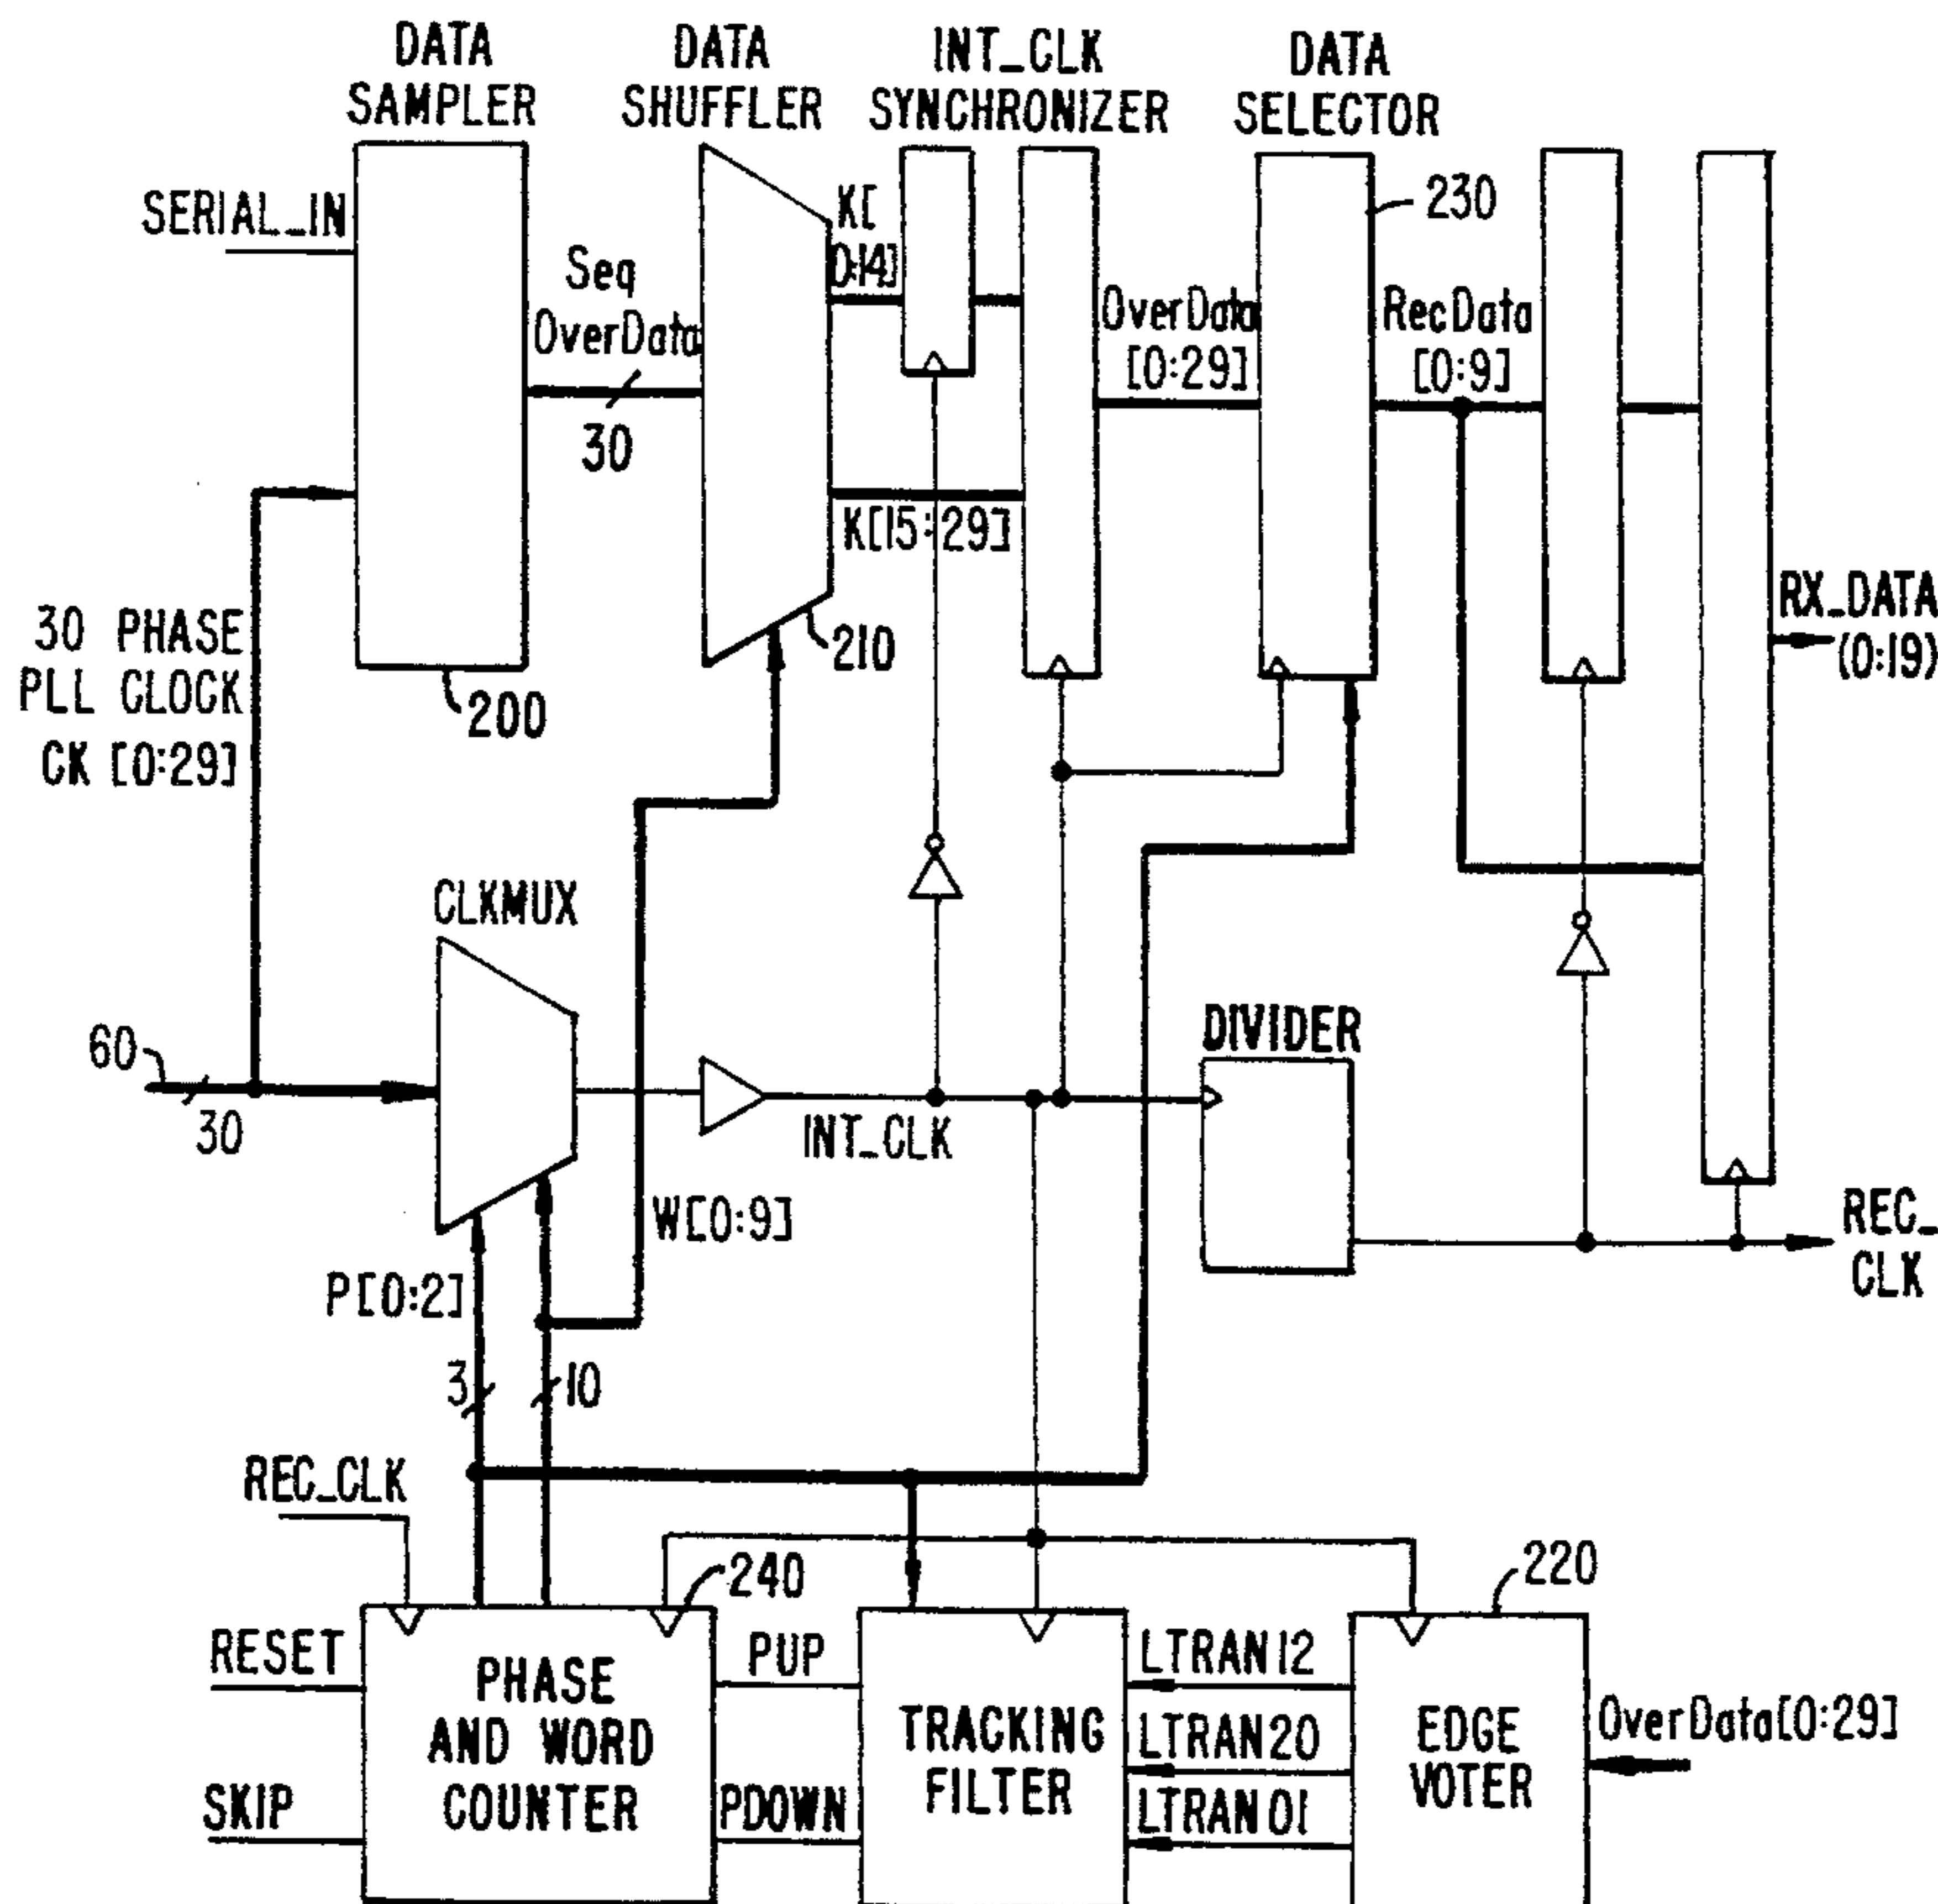 DATA
SAMPLER
DATA
SHUFFLER
INT_CLK
SYNCHRONIZER
DATA
SELECTOR
SERIAL_IN
Seq
OverData
30
K[
0:14]
K[15:29]
OverData
[0:29]
230
RecData
[0:9]
RX_DATA
(0:19)
30 PHASE
PLL CLOCK
CK [0:29]
200
210
CLKMUX
60
30
INT_CLK
DIVIDER
W[0:9]
P[0:2]
3
10
REC_
CLK
REC_CLK
240
220
RESET
SKIP
PHASE
AND WORD
COUNTER
PUP
PDOWN
TRACKING
FILTER
LTRAN12
LTRAN20
LTRAN01
EDGE
VOTER
OverData[0:29]